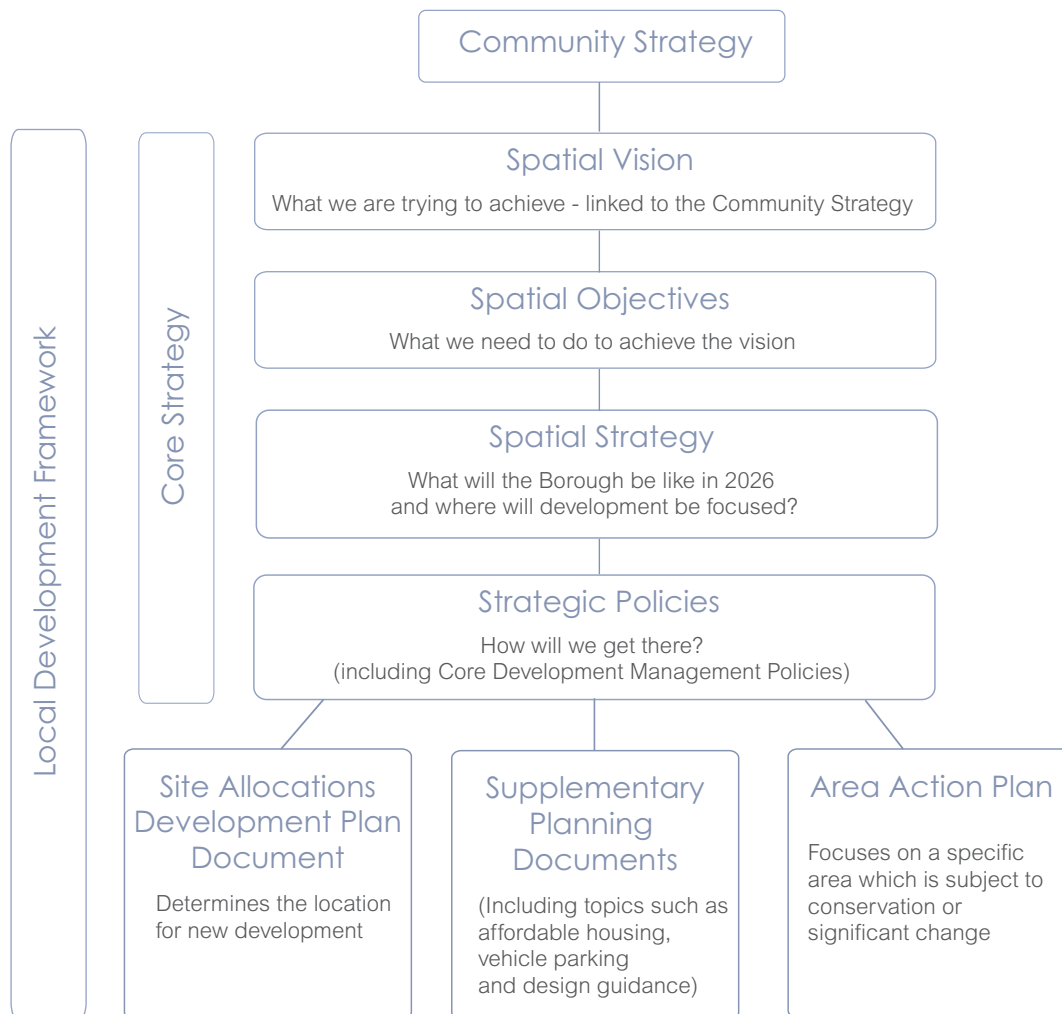 Community Strategy
Local Development Framework
Core Strategy
Spatial Vision
What we are trying to achieve - linked to the Community Strategy
Spatial Objectives
What we need to do to achieve the vision
Spatial Strategy
What will the Borough be like in 2026
and where will development be focused?
Strategic Policies
How will we get there?
(including Core Development Management Policies)
Site Allocations
Development Plan
Document
Determines the location
for new development
Supplementary
Planning
Documents
(Including topics such as
affordable housing,
vehicle parking
and design guidance)
Area Action Plan
Focuses on a specific
area which is subject to
conservation or
significant change